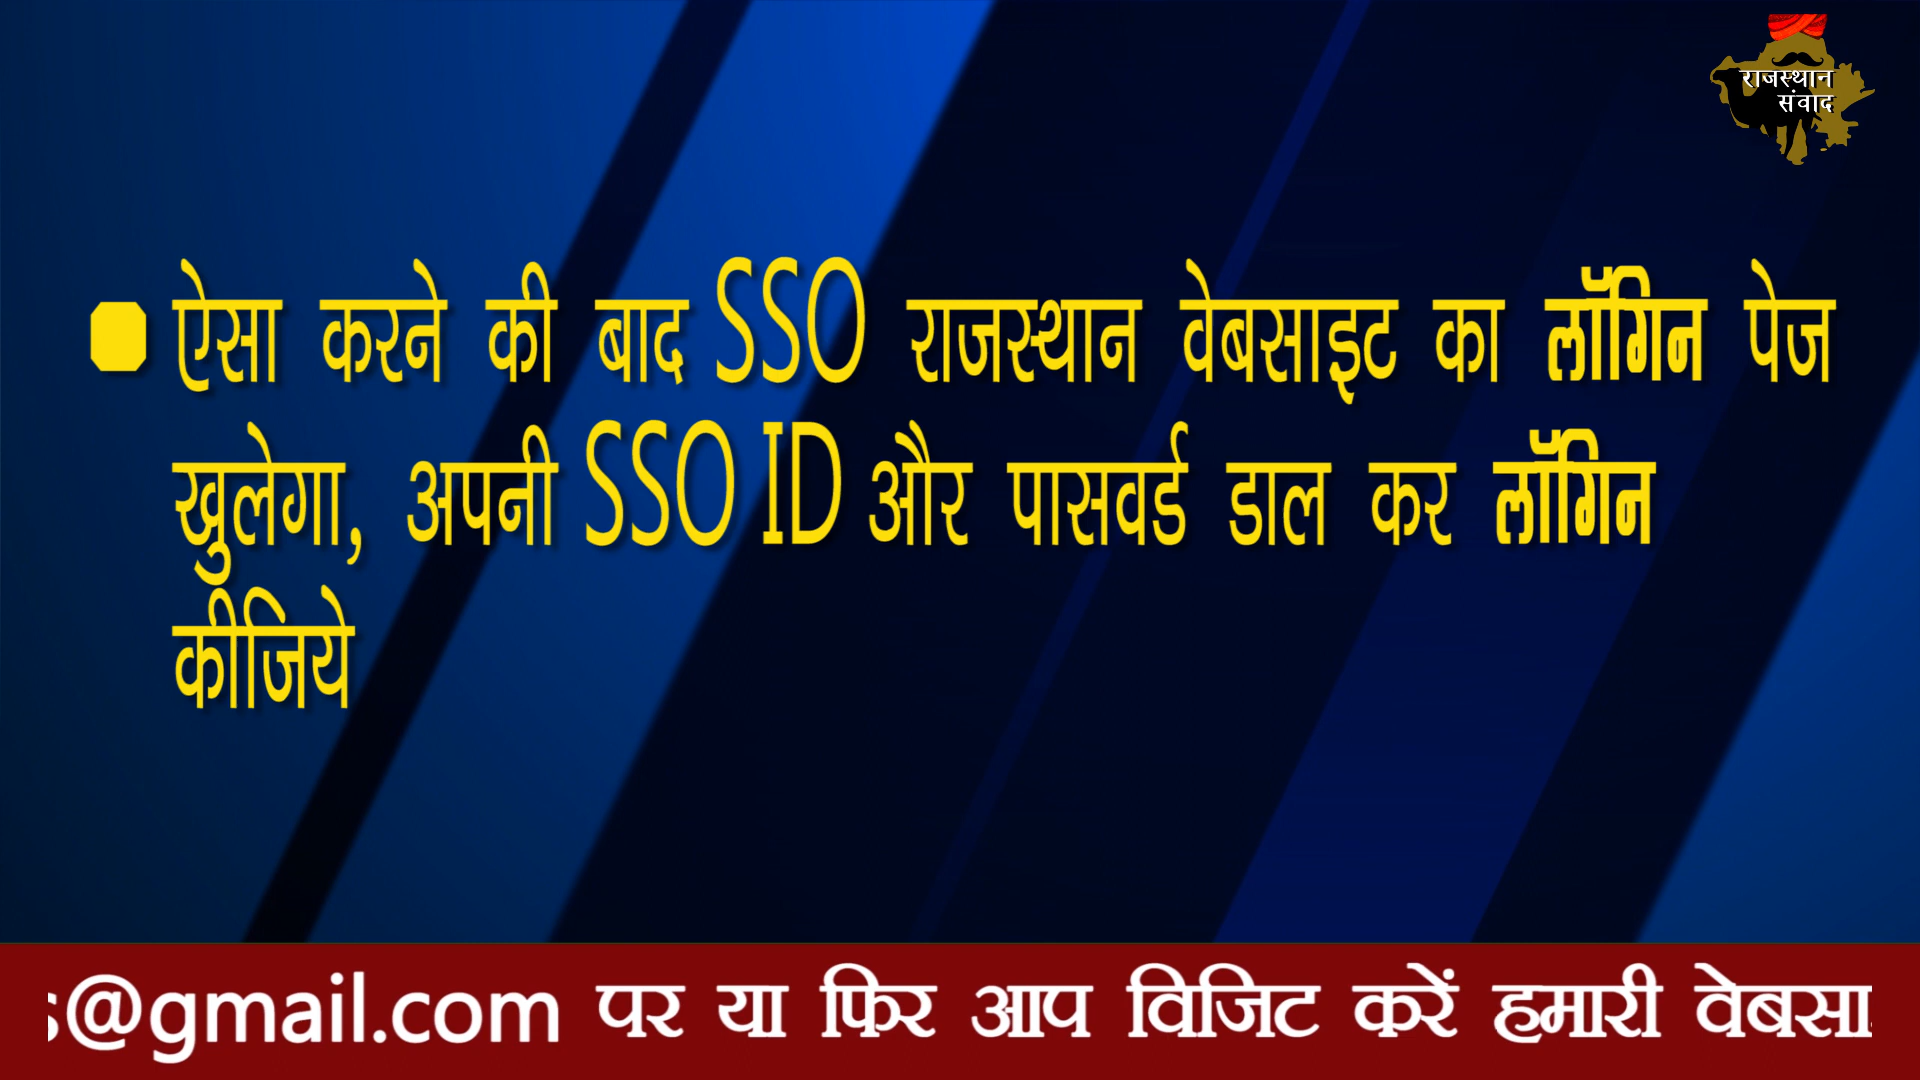 राजस्थान
संवाद
ऐसा करने की बाद SSO राजस्थान वेबसाइट का लॉगिन पेज
खुलेगा, अपनी SSO ID और पासवर्ड डाल कर लॉगिन
कीजिये
@gmail.com पर या फिर आप विजिट करें हमारी